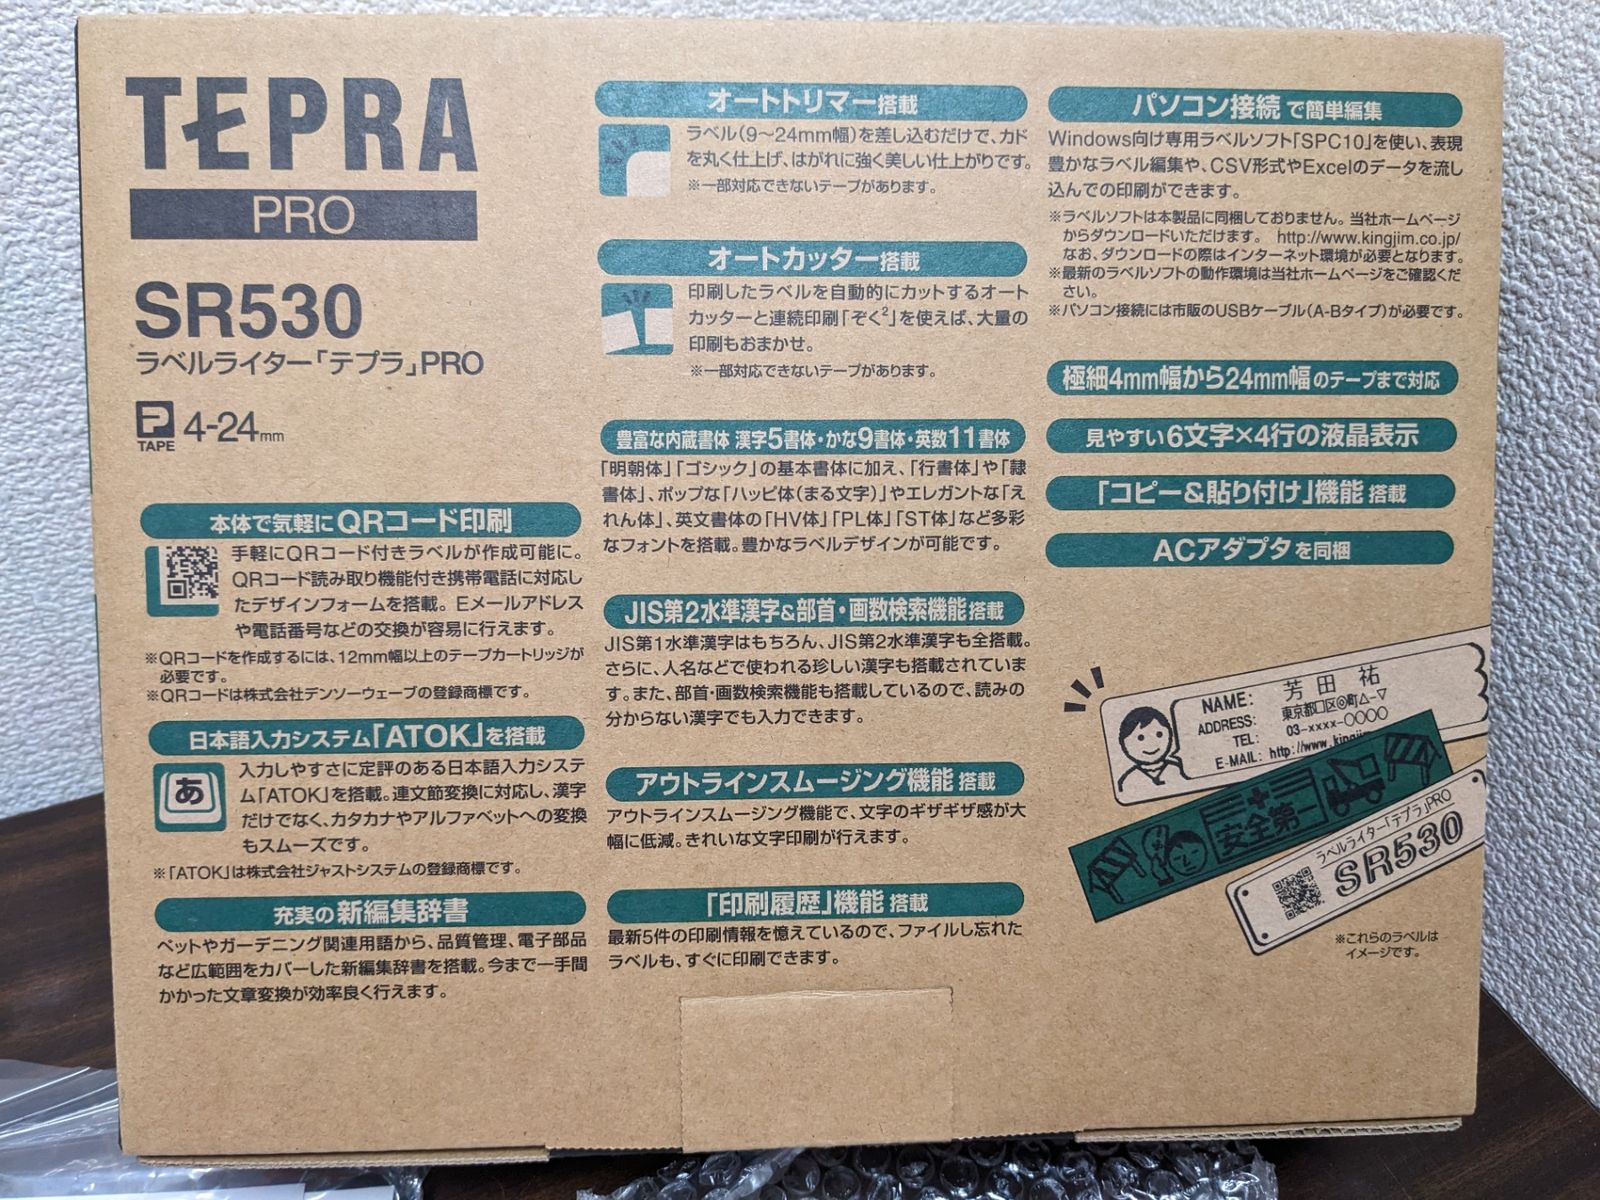 TEPRA
PRO
SR530
ラベルライター「テプラ」PRO
P
TAPE
4-24mm
本体で気軽にQRコード印刷
手軽にQRコード付きラベルが作成可能に。
QRコード読み取り機能付き携帯電話に対応し
たデザインフォームを搭載。Eメールアドレス
や電話番号などの交換が容易に行えます。
※QRコードを作成するには、12mm幅以上のテープカートリッジが
必要です。
※QRコードは株式会社デンソーウェーブの登録商標です。
日本語入力システム「ATOK」を搭載
あ
入力しやすさに定評のある日本語入力システ
ム「ATOK」を搭載。連文節変換に対応し、漢字
だけでなく、カタカナやアルファベットへの変換
もスムーズです。
※「ATOK」は株式会社ジャストシステムの登録商標です。
充実の新編集辞書
ペットやガーデニング関連用語から、品質管理、電子部品
など広範囲をカバーした新編集辞書を搭載。今まで一手間
かかった文章変換が効率良く行えます。
オートトリマー搭載
ラベル(9〜24mm幅)を差し込むだけで、カド
を丸く仕上げ、はがれに強く美しい仕上がりです。
※一部対応できないテープがあります。
オートカッター搭載
印刷したラベルを自動的にカットするオート
カッターと連続印刷「ぞく²」を使えば、大量の
印刷もおまかせ。
※一部対応できないテープがあります。
豊富な内蔵書体 漢字5書体・かな9書体・英数11書体
「明朝体」「ゴシック」の基本書体に加え、「行書体」や「隷
書体」、ポップな「ハッピ体(まる文字)」やエレガントな「え
れん体」、英文書体の「HV体」「PL体」「ST体」など多彩
なフォントを搭載。豊かなラベルデザインが可能です。
JIS第2水準漢字&部首・画数検索機能搭載
JIS第1水準漢字はもちろん、JIS第2水準漢字も全搭載。
さらに、人名などで使われる珍しい漢字も搭載されていま
す。また、部首・画数検索機能も搭載しているので、読みの
分からない漢字でも入力できます。
アウトラインスムージング機能搭載
アウトラインスムージング機能で、文字のギザギザ感が大
幅に低減。きれいな文字印刷が行えます。
「印刷履歴」機能搭載
最新5件の印刷情報を憶えているので、ファイルし忘れた
ラベルも、すぐに印刷できます。
パソコン接続で簡単編集
Windows向け専用ラベルソフト「SPC10」を使い、表現
豊かなラベル編集や、CSV形式やExcelのデータを流し
込んでの印刷ができます。
※ラベルソフトは本製品に同梱しておりません。当社ホームページ
からダウンロードいただけます。 http://www.kingjim.co.jp/
なお、ダウンロードの際はインターネット環境が必要となります。
※最新のラベルソフトの動作環境は当社ホームページをご確認くだ
さい。
※パソコン接続には市販のUSBケーブル(A-Bタイプ)が必要です。
極細4mm幅から24mm幅のテープまで対応
見やすい6文字×4行の液晶表示
「コピー&貼り付け」機能搭載
ACアダプタを同梱
NAME: 芳田 祐
ADDRESS: 東京都□区◎町△-▽
TEL: 03-xxxx-○○○○
E-MAIL: http://www.kingjim
安全第一
ラベルライター「テプラ」PRO
SR530
※これらのラベルは
イメージです。